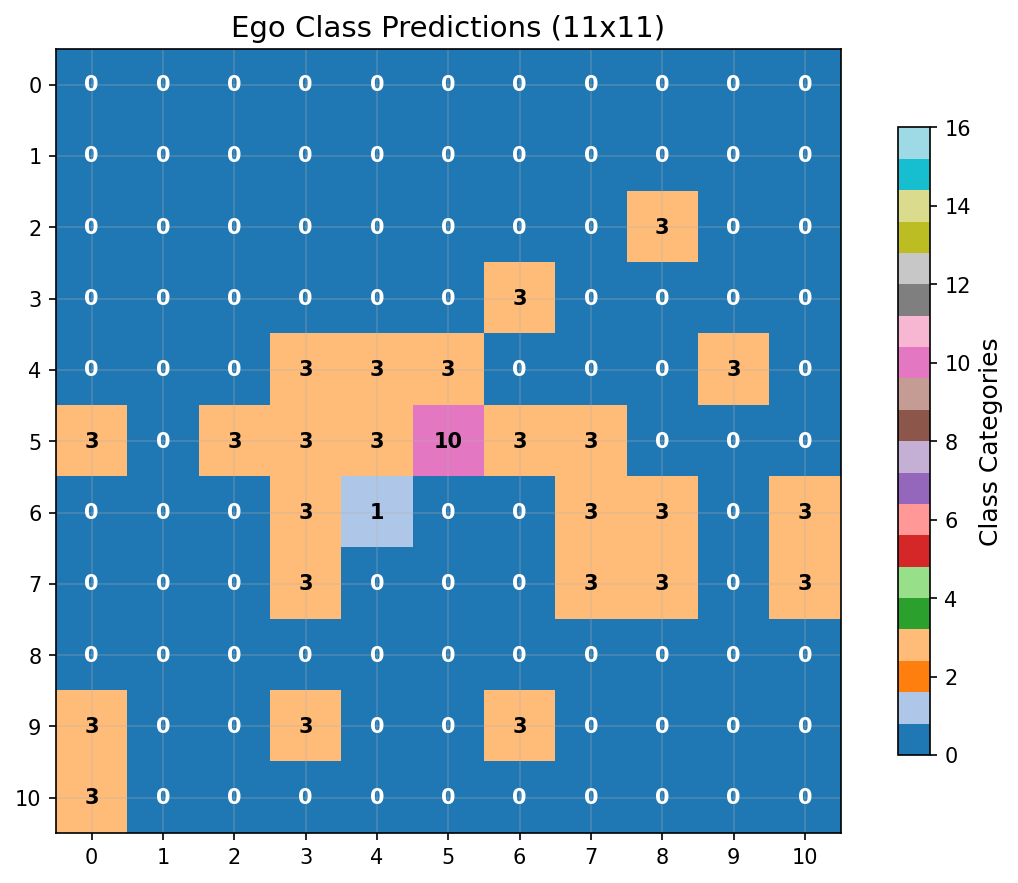 Ego Class Predictions (11x11)
0 0 0 0 0 0 0 0 0 0 0 0
1 0 0 0 0 0 0 0 0 0 0 0
2 0 0 0 0 0 0 0 0 3 0 0
3 0 0 0 0 0 0 3 0 0 0 0
4 0 0 0 3 3 3 0 0 0 3 0
5 3 0 3 3 3 10 3 3 0 0 0
6 0 0 0 3 1 0 0 3 3 0 3
7 0 0 0 3 0 0 0 3 3 0 3
8 0 0 0 0 0 0 0 0 0 0 0
9 3 0 0 3 0 0 3 0 0 0 0
10 3 0 0 0 0 0 0 0 0 0 0
0 1 2 3 4 5 6 7 8 9 10
16
14
12
10
8
6
4
2
0
Class Categories